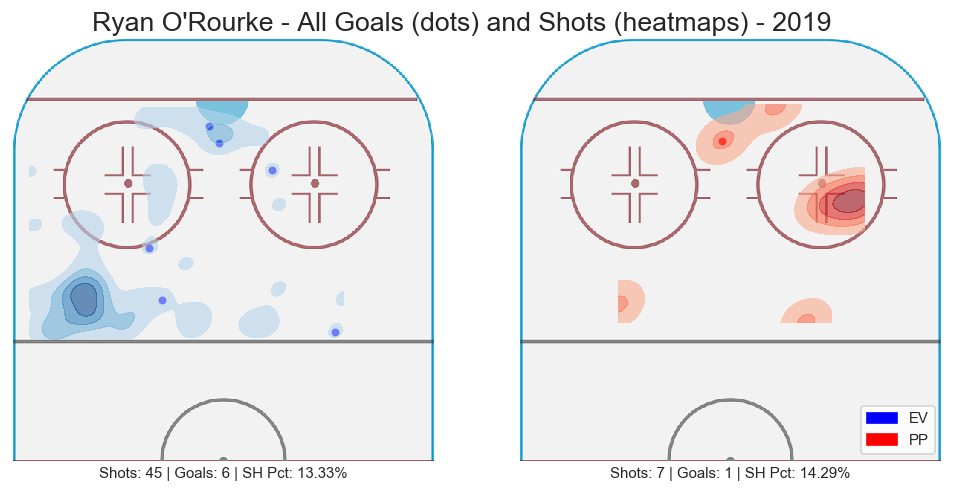 Ryan O'Rourke - All Goals (dots) and Shots (heatmaps) - 2019
EV
PP
Shots: 45 | Goals: 6 | SH Pct: 13.33%
Shots: 7 | Goals: 1 | SH Pct: 14.29%